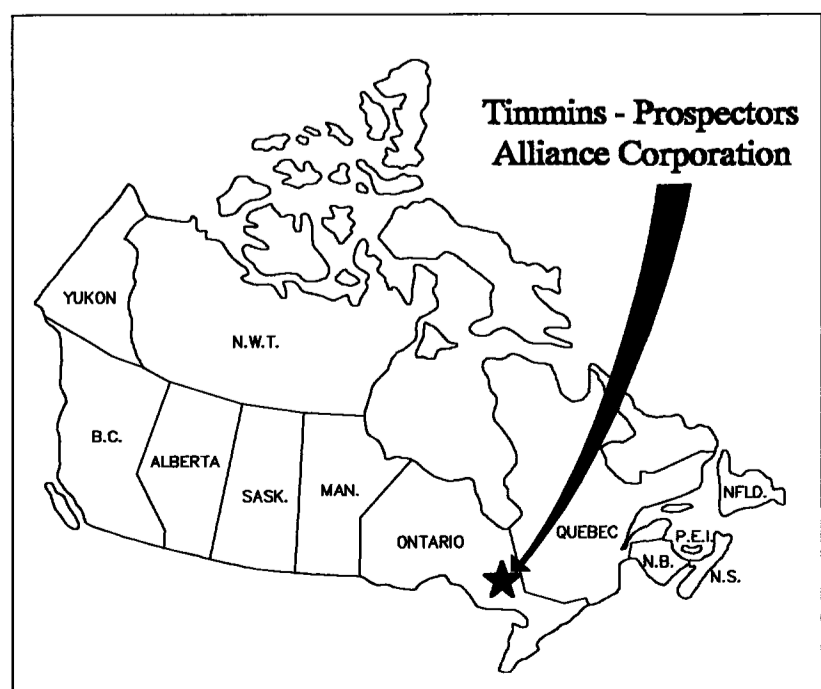 Timmins - Prospectors
Alliance Corporation
YUKON
N.W.T.
B.C.
ALBERTA
SASK.
MAN.
ONTARIO
QUEBEC
NFLD.
P.E.I.
N.B.
N.S.